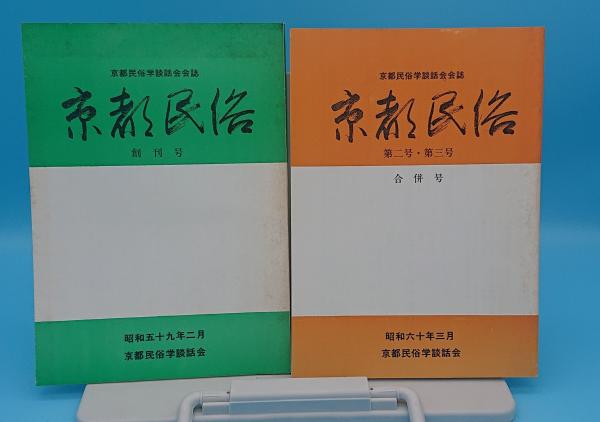 京都民俗学談話会会誌
京都民俗
創刊号
昭和五十九年二月
京都民俗学談話会
京都民俗学談話会会誌
京都民俗
第二号・第三号
合併号
昭和六十年三月
京都民俗学談話会